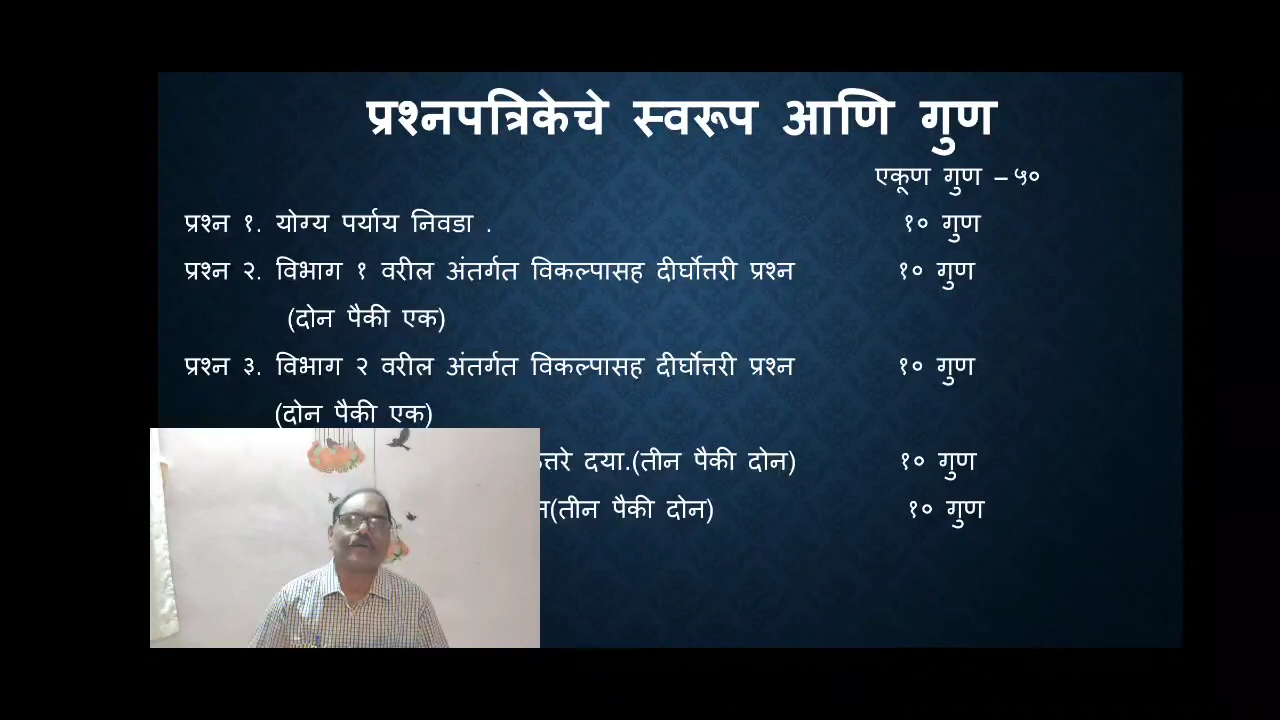 प्रश्नपत्रिकेचे स्वरूप आणि गुण
एकूण गुण – ५०
प्रश्न १. योग्य पर्याय निवडा . १० गुण
प्रश्न २. विभाग १ वरील अंतर्गत विकल्पासह दीर्घोत्तरी प्रश्न १० गुण
(दोन पैकी एक)
प्रश्न ३. विभाग २ वरील अंतर्गत विकल्पासह दीर्घोत्तरी प्रश्न १० गुण
(दोन पैकी एक)
दया.(तीन पैकी दोन) १० गुण
(तीन पैकी दोन) १० गुण